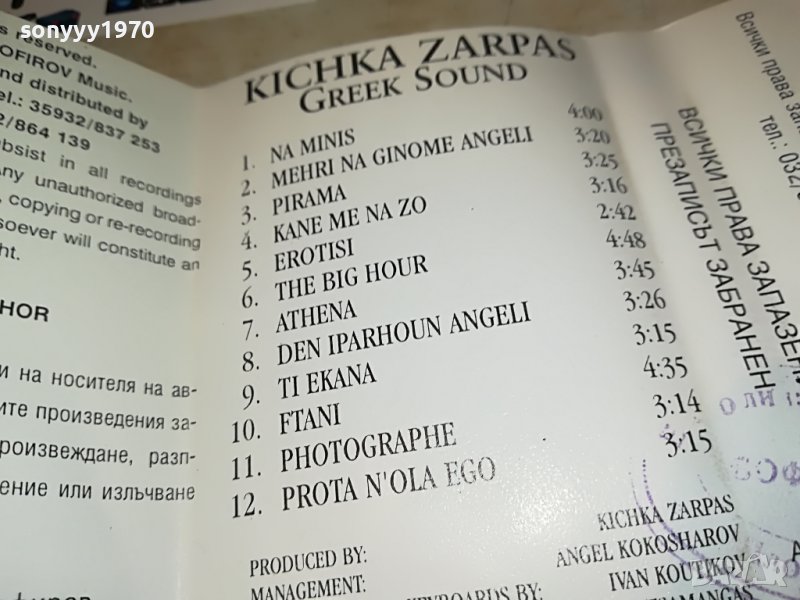 sonyyy1970
s reserved.
OFIROV Music.
nd distributed by
el.: 35932/837 253
2/864 139
bsist in all recordings
Any unauthorized broad-
, copying or re-recording
soever will constitute an
ht.
HOR
и на носителя на ав-
ите произведения за-
роизвеждане, разп-
ение или излъчване
KICHKA ZARPAS
GREEK SOUND
1. NA MINIS 4:00
2. MEHRI NA GINOME ANGELI 3:20
3. PIRAMA 3:25
4. KANE ME NA ZO 3:16
5. EROTISI 2:42
6. THE BIG HOUR 4:48
7. ATHENA 3:45
8. DEN IPARHOUN ANGELI 3:26
9. TI EKANA 3:15
10. FTANI 4:35
11. PHOTOGRAPHE 3:14
12. PROTA N'OLA EGO 3:15
PRODUCED BY: KICHKA ZARPAS
MANAGEMENT: ANGEL KOKOSHAROV
KEYBOARDS BY: IVAN KOUTIKOV
Всички права зап
тел.: 032/
ВСИЧКИ ПРАВА ЗАПАЗЕН
ПРЕЗАПИСЪТ ЗАБРАНЕН
BAZAR